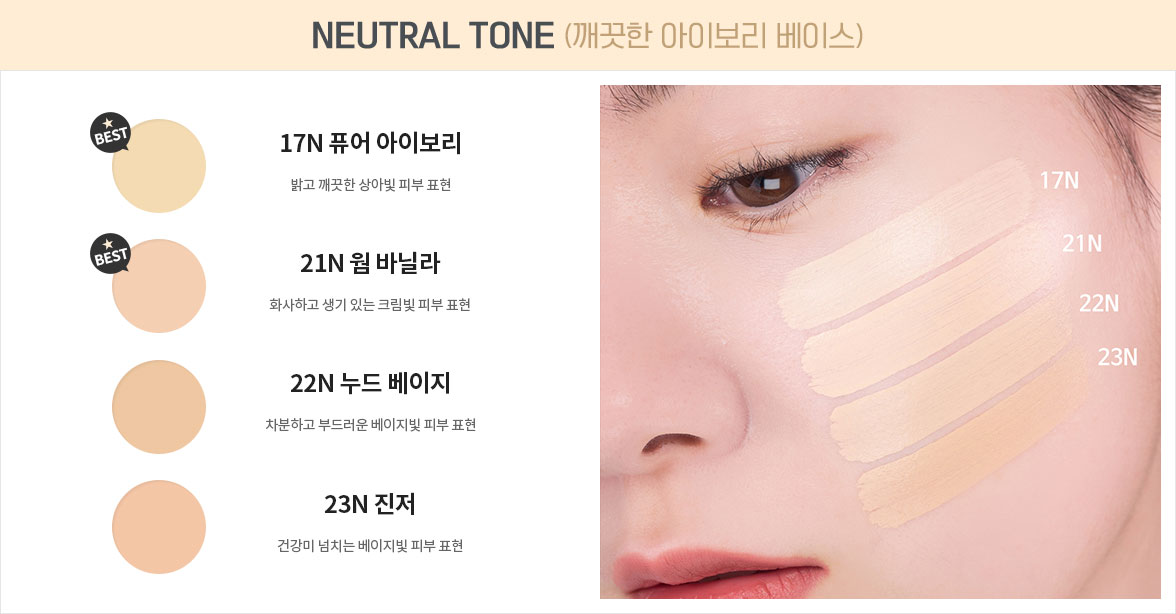 NEUTRAL TONE (깨끗한 아이보리 베이스)
BEST
17N 퓨어 아이보리
밝고 깨끗한 상아빛 피부 표현
BEST
21N 웜 바닐라
화사하고 생기 있는 크림빛 피부 표현
22N 누드 베이지
차분하고 부드러운 베이지빛 피부 표현
23N 진저
건강미 넘치는 베이지빛 피부 표현
17N
21N
22N
23N